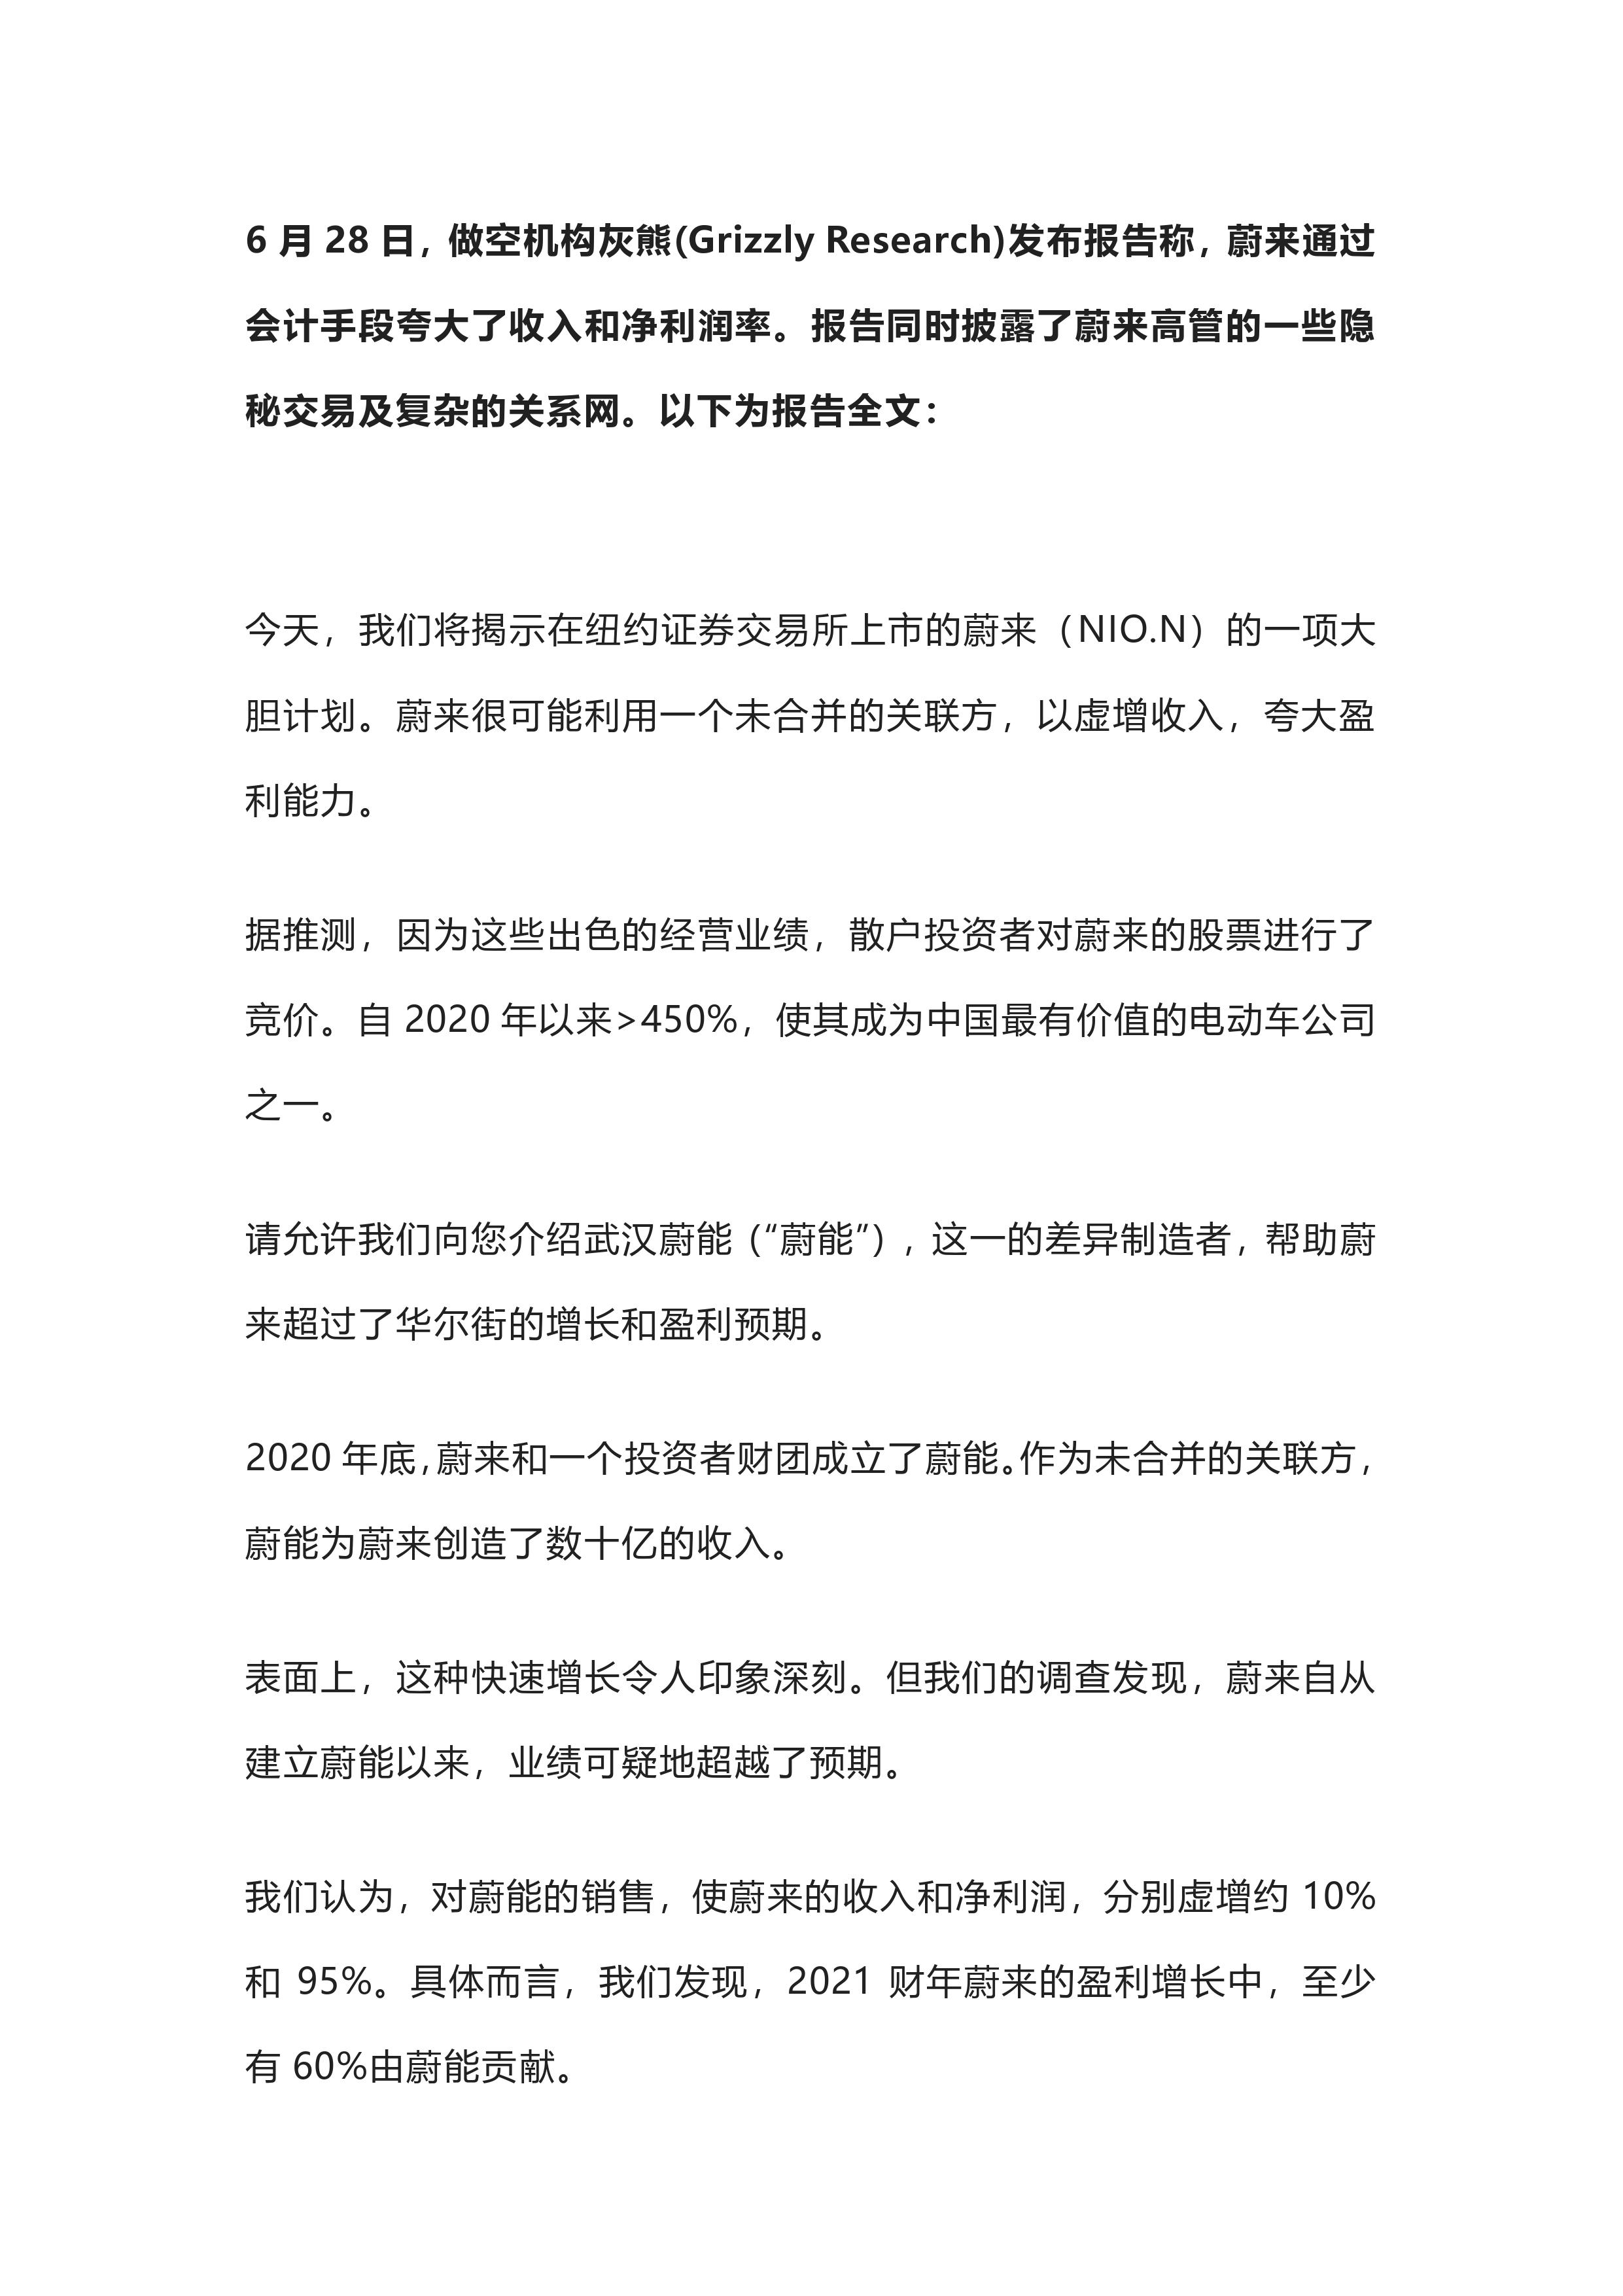 6 月 28 日，做空机构灰熊(Grizzly Research)发布报告称，蔚来通过
会计手段夸大了收入和净利润率。报告同时披露了蔚来高管的一些隐
秘交易及复杂的关系网。以下为报告全文：
今天，我们将揭示在纽约证券交易所上市的蔚来（NIO.N）的一项大
胆计划。蔚来很可能利用一个未合并的关联方，以虚增收入，夸大盈
利能力。
据推测，因为这些出色的经营业绩，散户投资者对蔚来的股票进行了
竞价。自 2020 年以来>450%，使其成为中国最有价值的电动车公司
之一。
请允许我们向您介绍武汉蔚能（“蔚能”），这一的差异制造者，帮助蔚
来超过了华尔街的增长和盈利预期。
2020 年底，蔚来和一个投资者财团成立了蔚能。作为未合并的关联方，
蔚能为蔚来创造了数十亿的收入。
表面上，这种快速增长令人印象深刻。但我们的调查发现，蔚来自从
建立蔚能以来，业绩可疑地超越了预期。
我们认为，对蔚能的销售，使蔚来的收入和净利润，分别虚增约 10%
和 95%。具体而言，我们发现，2021 财年蔚来的盈利增长中，至少
有 60%由蔚能贡献。